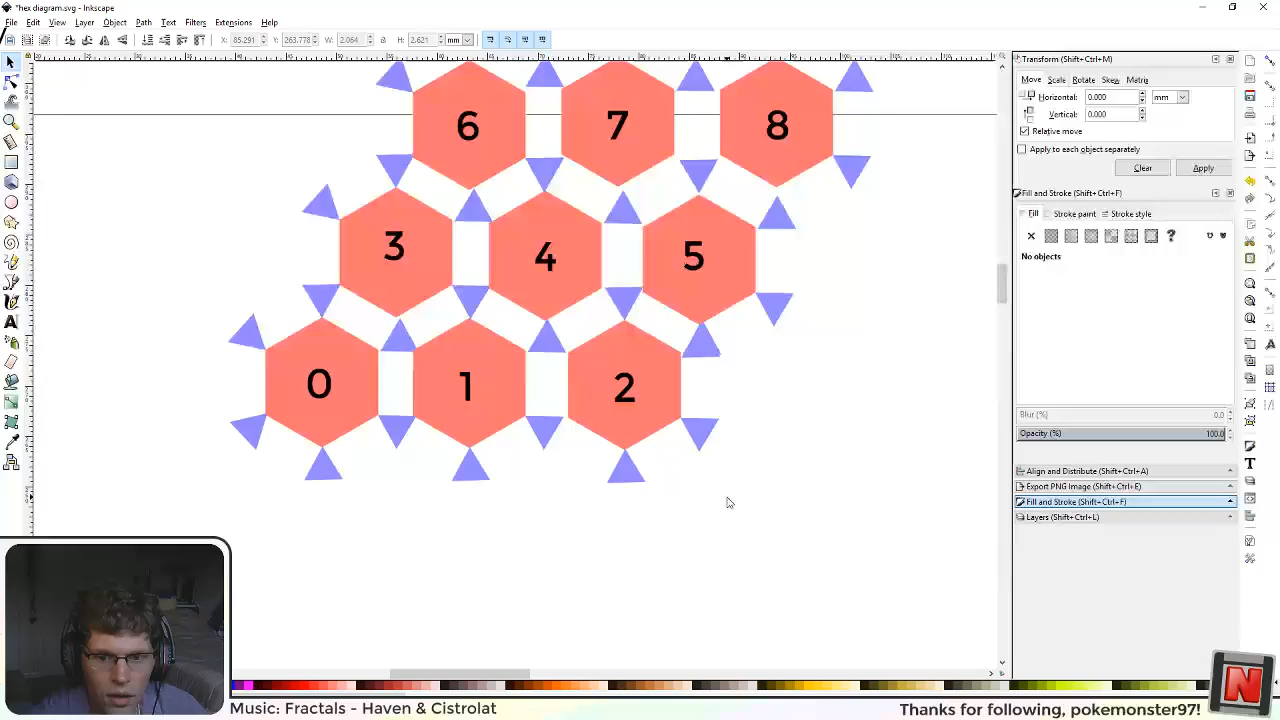 *hex diagram.svg - Inkscape
File Edit View Layer Object Path Text Filters Extensions Help
X: 85.291 Y: 263.778 W: 2.064 H: 2.621 mm
Transform (Shift+Ctrl+M)
Move Scale Rotate Skew Matrix
Horizontal: 0.000 mm
Vertical: 0.000
Relative move
Apply to each object separately
Clear Apply
Fill and Stroke (Shift+Ctrl+F)
Fill Stroke paint Stroke style
?
No objects
6 7 8
3 4 5
0 1 2
Blur (%) 0.0
Opacity (%) 100.0
Align and Distribute (Shift+Ctrl+A)
Export PNG Image (Shift+Ctrl+E)
Fill and Stroke (Shift+Ctrl+F)
Layers (Shift+Ctrl+L)
N
Music: Fractals - Haven & Cistrolat
Thanks for following, pokemonster97!